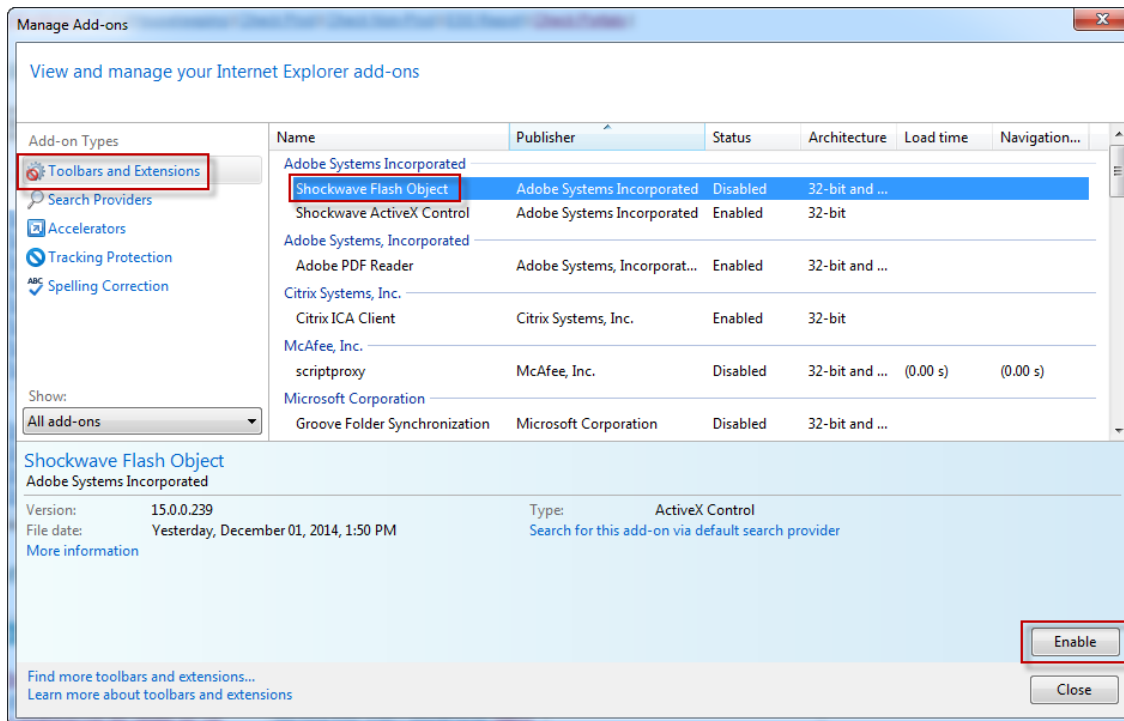 Manage Add-ons
View and manage your Internet Explorer add-ons
Add-on Types
Toolbars and Extensions
Search Providers
Accelerators
Tracking Protection
ABC Spelling Correction
Show:
All add-ons
Name Publisher Status Architecture Load time Navigation...
Adobe Systems Incorporated
Shockwave Flash Object Adobe Systems Incorporated Disabled 32-bit and ...
Shockwave ActiveX Control Adobe Systems Incorporated Enabled 32-bit
Adobe Systems, Incorporated
Adobe PDF Reader Adobe Systems, Incorporat... Enabled 32-bit and ...
Citrix Systems, Inc.
Citrix ICA Client Citrix Systems, Inc. Enabled 32-bit
McAfee, Inc.
scriptproxy McAfee, Inc. Disabled 32-bit and ... (0.00 s) (0.00 s)
Microsoft Corporation
Groove Folder Synchronization Microsoft Corporation Disabled 32-bit and ...
Shockwave Flash Object
Adobe Systems Incorporated
Version: 15.0.0.239 Type: ActiveX Control
File date: Yesterday, December 01, 2014, 1:50 PM Search for this add-on via default search provider
More information
Enable
Find more toolbars and extensions...
Learn more about toolbars and extensions
Close